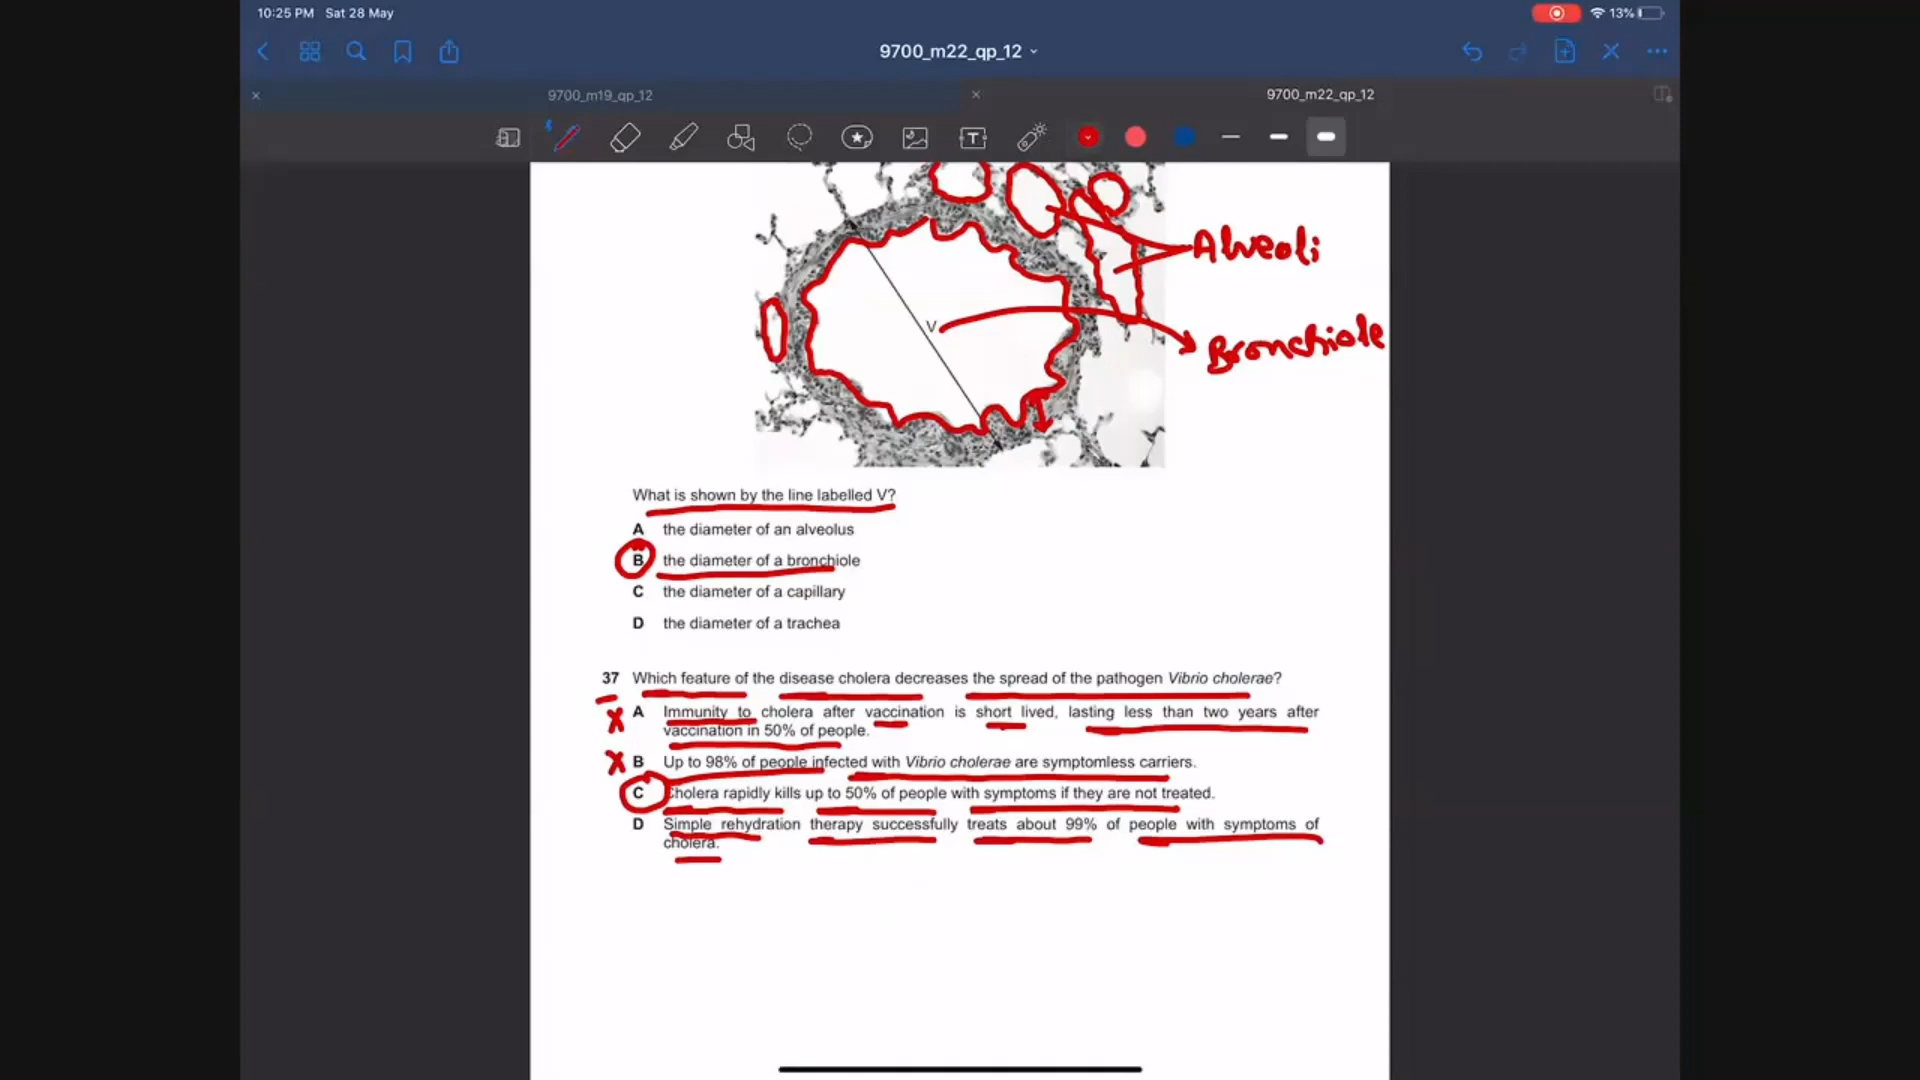 10:25 PM Sat 28 May
13%
9700_m22_qp_12
9700_m19_qp_12
9700_m22_qp_12
Alveoli
V
Bronchiole
What is shown by the line labelled V?
A the diameter of an alveolus
B the diameter of a bronchiole
C the diameter of a capillary
D the diameter of a trachea
37 Which feature of the disease cholera decreases the spread of the pathogen Vibrio cholerae?
X A Immunity to cholera after vaccination is short lived, lasting less than two years after
vaccination in 50% of people.
X B Up to 98% of people infected with Vibrio cholerae are symptomless carriers.
C Cholera rapidly kills up to 50% of people with symptoms if they are not treated.
D Simple rehydration therapy successfully treats about 99% of people with symptoms of
cholera.